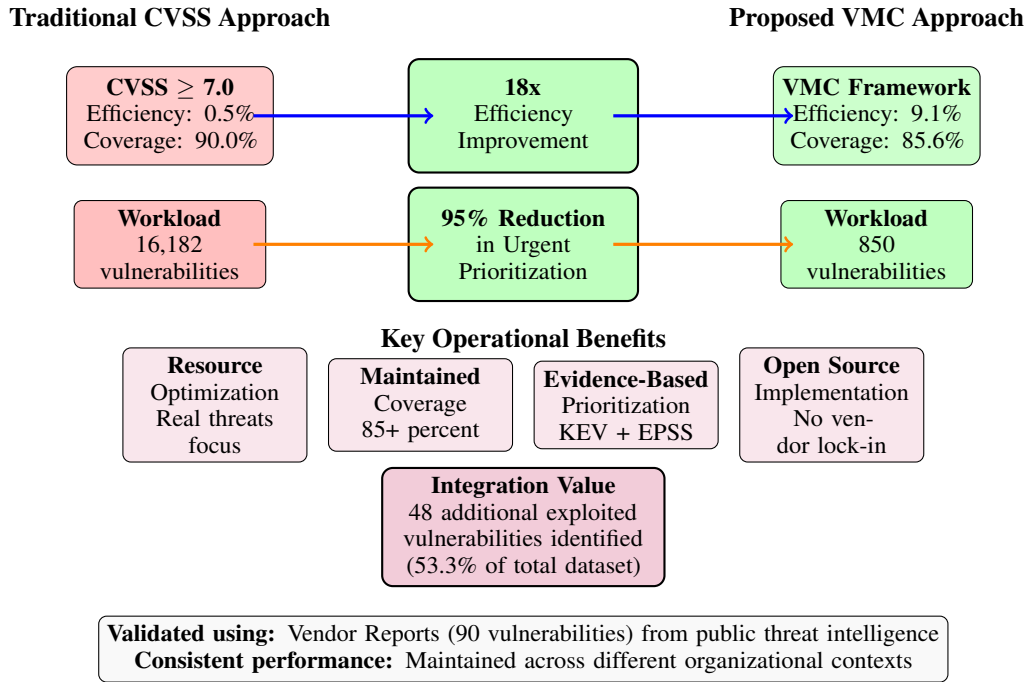 Traditional CVSS Approach
Proposed VMC Approach
CVSS ≥ 7.0
Efficiency: 0.5%
Coverage: 90.0%
18x
Efficiency
Improvement
VMC Framework
Efficiency: 9.1%
Coverage: 85.6%
Workload
16,182
vulnerabilities
95% Reduction
in Urgent
Prioritization
Workload
850
vulnerabilities
Key Operational Benefits
Resource
Optimization
Real threats
focus
Maintained
Coverage
85+ percent
Evidence-Based
Prioritization
KEV + EPSS
Open Source
Implementation
No ven-
dor lock-in
Integration Value
48 additional exploited
vulnerabilities identified
(53.3% of total dataset)
Validated using: Vendor Reports (90 vulnerabilities) from public threat intelligence
Consistent performance: Maintained across different organizational contexts